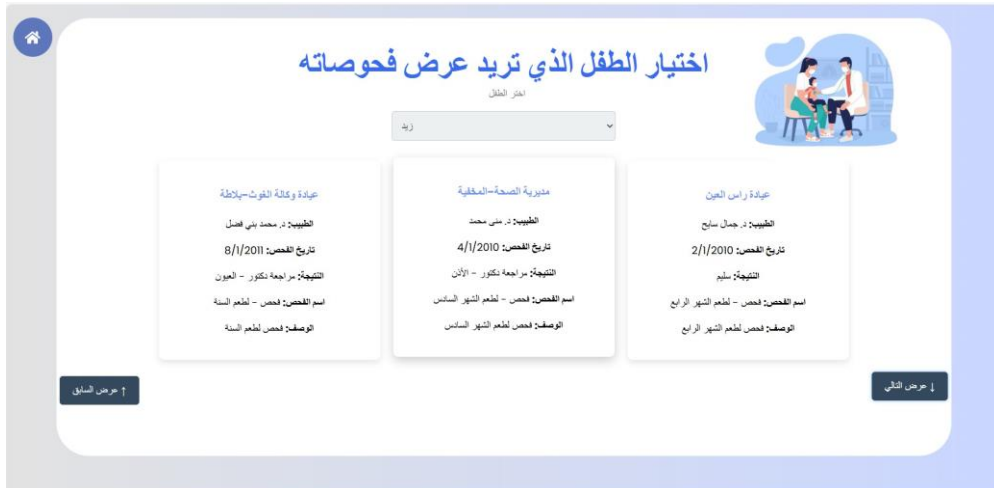 اختيار الطفل الذي تريد عرض فحوصاته
اختر الطفل
زيد
عيادة راس العين
الطبيب: د. جمال سايح
تاريخ الفحص: 2/1/2010
النتيجة: سليم
اسم الفحص: فحص - لطعم الشهر الرابع
الوصف: فحص لطعم الشهر الرابع
مديرية الصحة-المخفية
الطبيب: د. منى محمد
تاريخ الفحص: 4/1/2010
النتيجة: مراجعة دكتور - الأذن
اسم الفحص: فحص - لطعم الشهر السادس
الوصف: فحص لطعم الشهر السادس
عيادة وكالة الغوث-بلاطة
الطبيب: د. محمد بني فضل
تاريخ الفحص: 8/1/2011
النتيجة: مراجعة دكتور - العيون
اسم الفحص: فحص - لطعم السنة
الوصف: فحص لطعم السنة
↓ عرض التالي
↑ عرض السابق